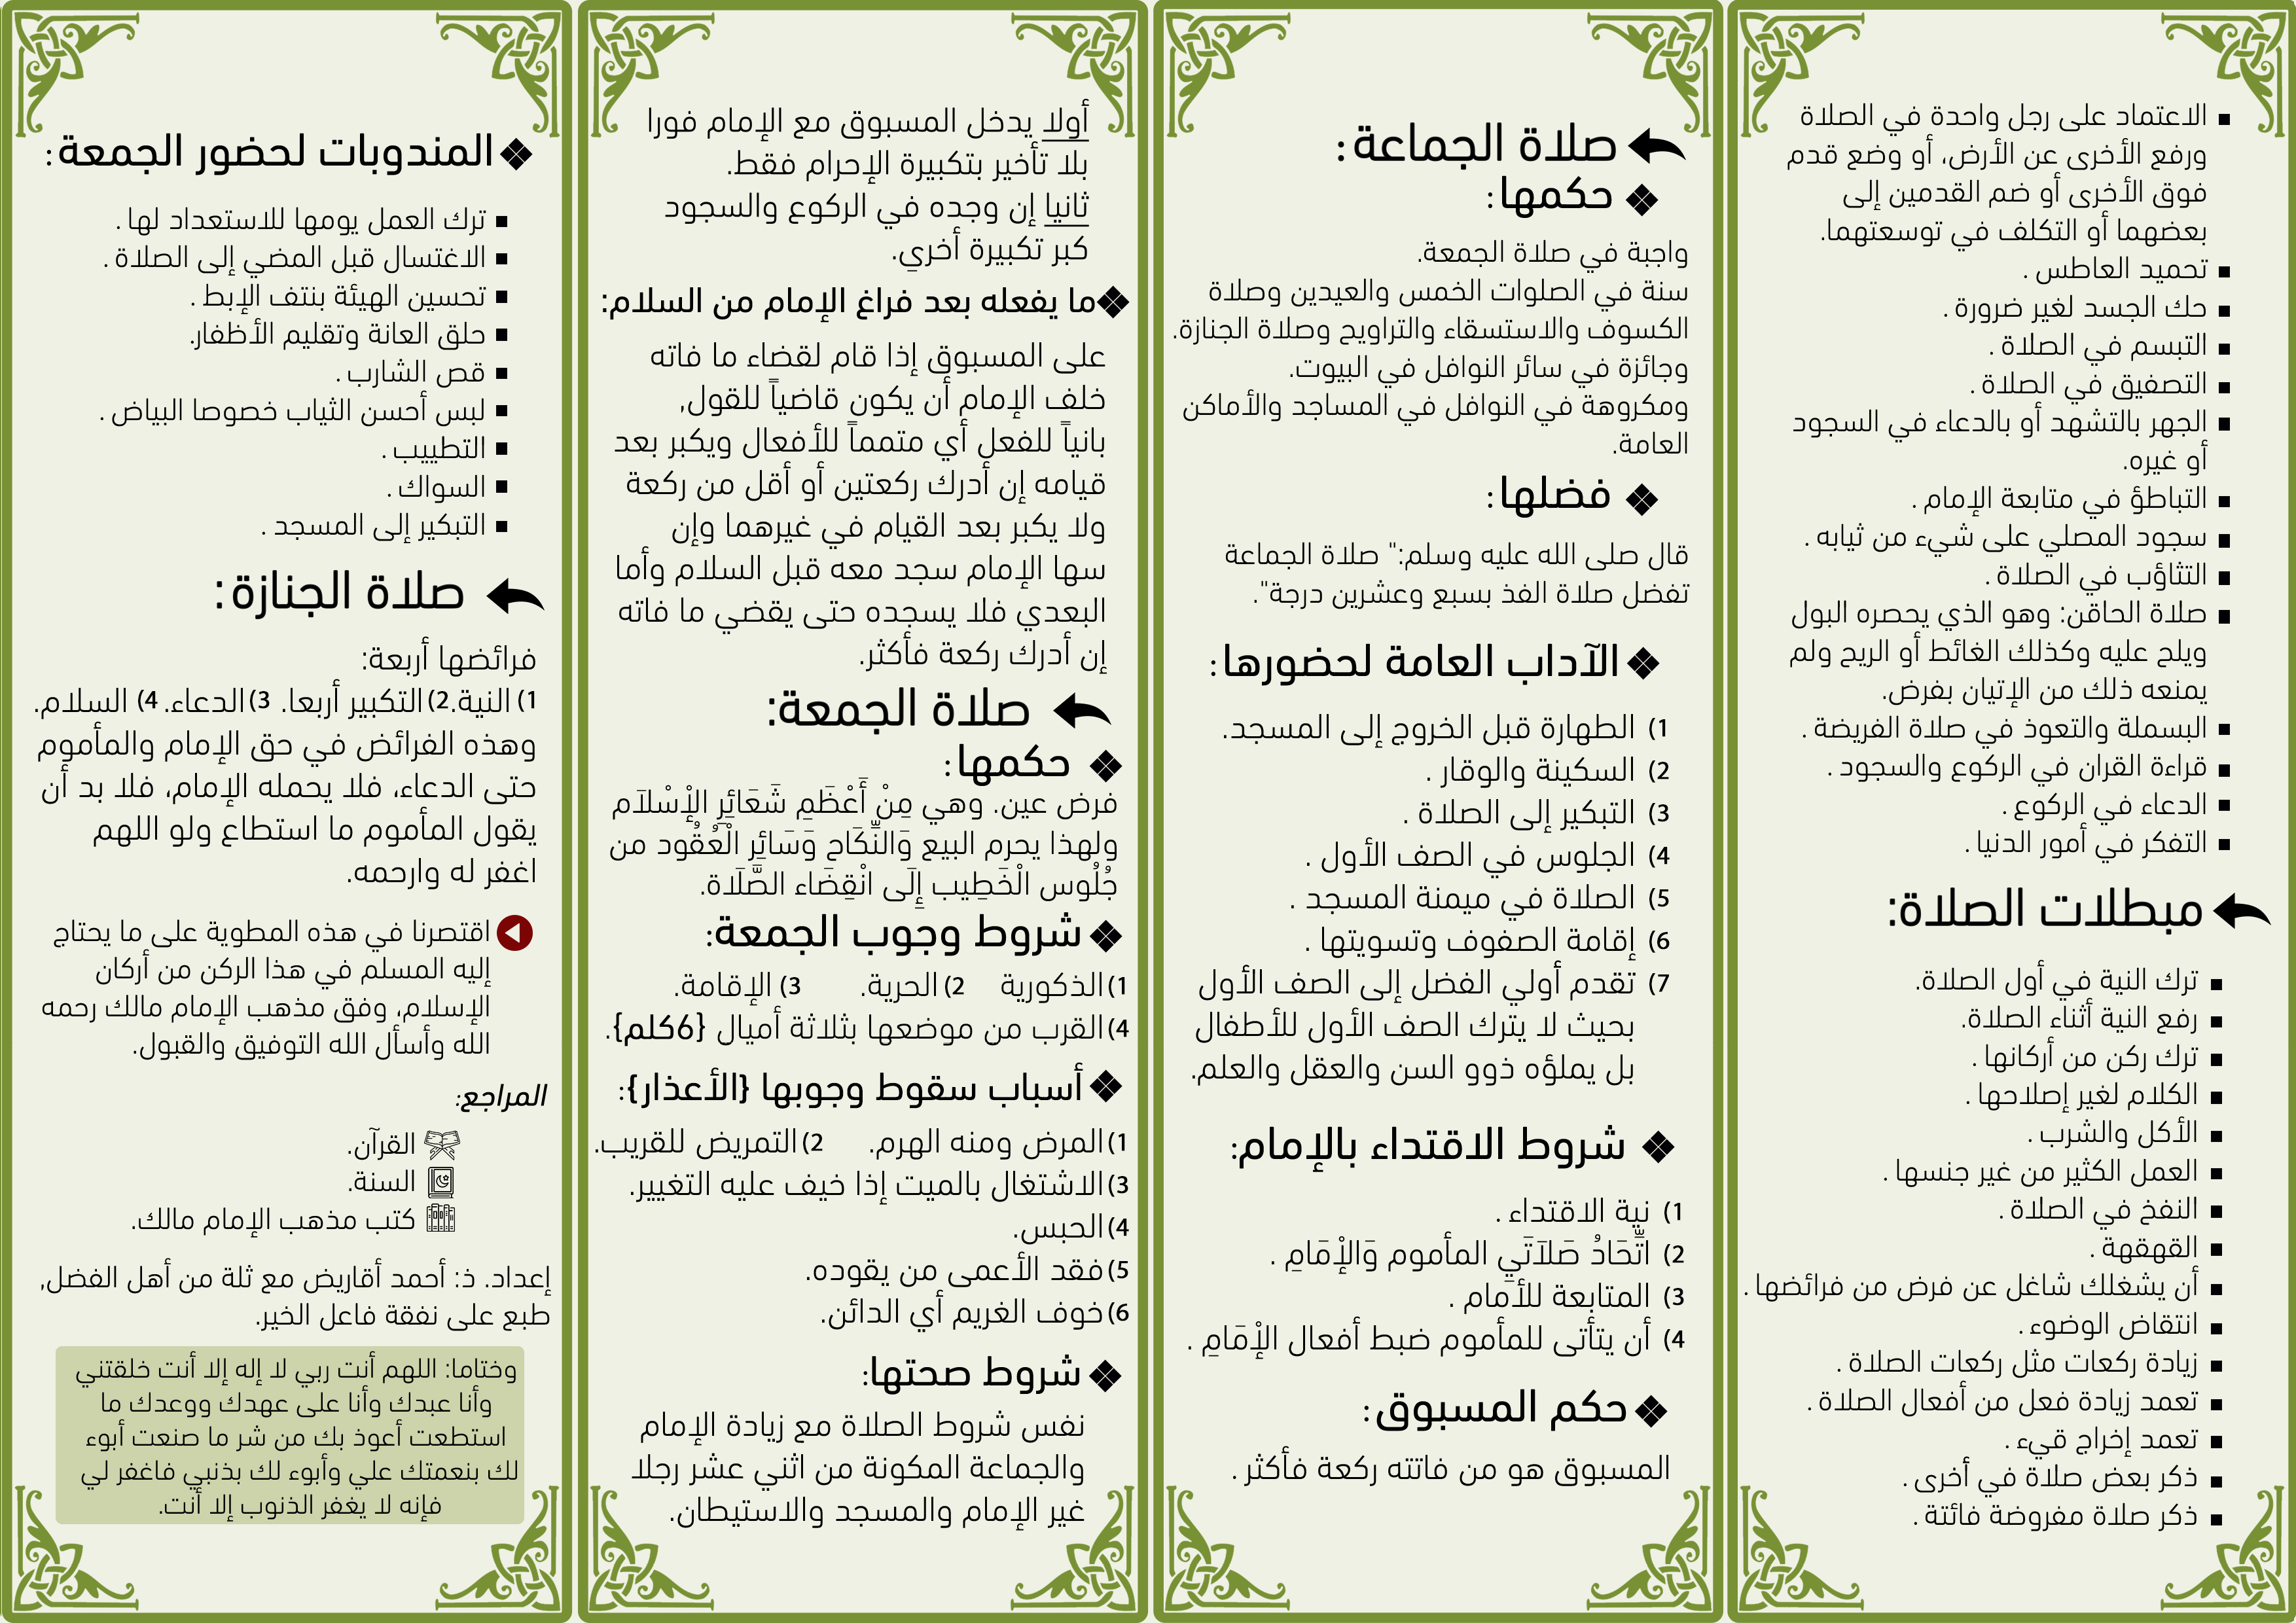 الاعتماد على رجل واحدة في الصلاة
ورفع الأخرى عن الأرض، أو وضع قدم
فوق الأخرى أو ضم القدمين إلى
بعضهما أو التكلف في توسعتهما.
تحميد العاطس .
حك الجسد لغير ضرورة .
التبسم في الصلاة .
التصفيق في الصلاة .
الجهر بالتشهد أو بالدعاء في السجود
أو غيره.
التباطؤ في متابعة الإمام .
سجود المصلي على شيء من ثيابه .
التثاؤب في الصلاة .
صلاة الحاقن: وهو الذي يحصره البول
ويلح عليه وكذلك الغائط أو الريح ولم
يمنعه ذلك من الإتيان بفرض.
البسملة والتعوذ في صلاة الفريضة .
قراءة القران في الركوع والسجود .
الدعاء في الركوع .
التفكر في أمور الدنيا .
مبطلات الصلاة:
ترك النية في أول الصلاة.
رفع النية أثناء الصلاة.
ترك ركن من أركانها .
الكلام لغير إصلاحها .
الأكل والشرب .
العمل الكثير من غير جنسها .
النفخ في الصلاة .
القهقهة .
أن يشغلك شاغل عن فرض من فرائضها .
انتقاض الوضوء .
زيادة ركعات مثل ركعات الصلاة .
تعمد زيادة فعل من أفعال الصلاة .
تعمد إخراج قيء .
ذكر بعض صلاة في أخرى .
ذكر صلاة مفروضة فائتة .
صلاة الجماعة:
حكمها:
واجبة في صلاة الجمعة.
سنة في الصلوات الخمس والعيدين وصلاة
الكسوف والاستسقاء والتراويح وصلاة الجنازة.
وجائزة في سائر النوافل في البيوت.
ومكروهة في النوافل في المساجد والأماكن
العامة.
فضلها:
قال صلى الله عليه وسلم:" صلاة الجماعة
تفضل صلاة الفذ بسبع وعشرين درجة".
الآداب العامة لحضورها:
1) الطهارة قبل الخروج إلى المسجد.
2) السكينة والوقار .
3) التبكير إلى الصلاة .
4) الجلوس في الصف الأول .
5) الصلاة في ميمنة المسجد .
6) إقامة الصفوف وتسويتها .
7) تقدم أولي الفضل إلى الصف الأول
بحيث لا يترك الصف الأول للأطفال
بل يملؤه ذوو السن والعقل والعلم.
شروط الاقتداء بالإمام:
1) نية الاقتداء .
2) اتِّحَادُ صَلَاتَيِ المأموم وَالْإِمَامِ .
3) المتابعة للأمام .
4) أن يتأتى للمأموم ضبط أفعال الْإِمَامِ .
حكم المسبوق:
المسبوق هو من فاتته ركعة فأكثر .
أولا يدخل المسبوق مع الإمام فورا
بلا تأخير بتكبيرة الإحرام فقط.
ثانيا إن وجده في الركوع والسجود
كبر تكبيرة أخري.
ما يفعله بعد فراغ الإمام من السلام:
على المسبوق إذا قام لقضاء ما فاته
خلف الإمام أن يكون قاضياً للقول,
بانياً للفعل أي متمماً للأفعال ويكبر بعد
قيامه إن أدرك ركعتين أو أقل من ركعة
ولا يكبر بعد القيام في غيرهما وإن
سها الإمام سجد معه قبل السلام وأما
البعدي فلا يسجده حتى يقضي ما فاته
إن أدرك ركعة فأكثر.
صلاة الجمعة:
حكمها:
فرض عين. وهي مِنْ أَعْظَمِ شَعَائِرِ الْإِسْلَام
ولهذا يحرم البيع وَالنِّكَاح وَسَائِرِ الْعُقُود من
جُلُوس الْخَطِيب إِلَى انْقِضَاء الصَّلَاة.
شروط وجوب الجمعة:
1) الذكورية 2) الحرية. 3) الإقامة.
4) القرب من موضعها بثلاثة أميال {6كلم}.
أسباب سقوط وجوبها {الأعذار}:
1) المرض ومنه الهرم. 2) التمريض للقريب.
3) الاشتغال بالميت إذا خيف عليه التغيير.
4) الحبس.
5) فقد الأعمى من يقوده.
6) خوف الغريم أي الدائن.
شروط صحتها:
نفس شروط الصلاة مع زيادة الإمام
والجماعة المكونة من اثني عشر رجلا
غير الإمام والمسجد والاستيطان.
المندوبات لحضور الجمعة:
ترك العمل يومها للاستعداد لها .
الاغتسال قبل المضي إلى الصلاة .
تحسين الهيئة بنتف الإبط .
حلق العانة وتقليم الأظفار.
قص الشارب .
لبس أحسن الثياب خصوصا البياض .
التطييب .
السواك .
التبكير إلى المسجد .
صلاة الجنازة:
فرائضها أربعة:
1) النية.2) التكبير أربعا. 3) الدعاء. 4) السلام.
وهذه الفرائض في حق الإمام والمأموم
حتى الدعاء، فلا يحمله الإمام، فلا بد أن
يقول المأموم ما استطاع ولو اللهم
اغفر له وارحمه.
اقتصرنا في هذه المطوية على ما يحتاج
إليه المسلم في هذا الركن من أركان
الإسلام، وفق مذهب الإمام مالك رحمه
الله وأسأل الله التوفيق والقبول.
المراجع:
القرآن.
السنة.
كتب مذهب الإمام مالك.
إعداد. ذ: أحمد أقاريض مع ثلة من أهل الفضل,
طبع على نفقة فاعل الخير.
وختاما: اللهم أنت ربي لا إله إلا أنت خلقتني
وأنا عبدك وأنا على عهدك ووعدك ما
استطعت أعوذ بك من شر ما صنعت أبوء
لك بنعمتك علي وأبوء لك بذنبي فاغفر لي
فإنه لا يغفر الذنوب إلا أنت.